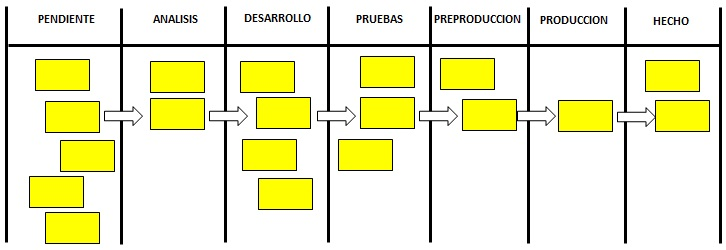 PENDIENTE ANALISIS DESARROLLO PRUEBAS PREPRODUCCION PRODUCCION HECHO